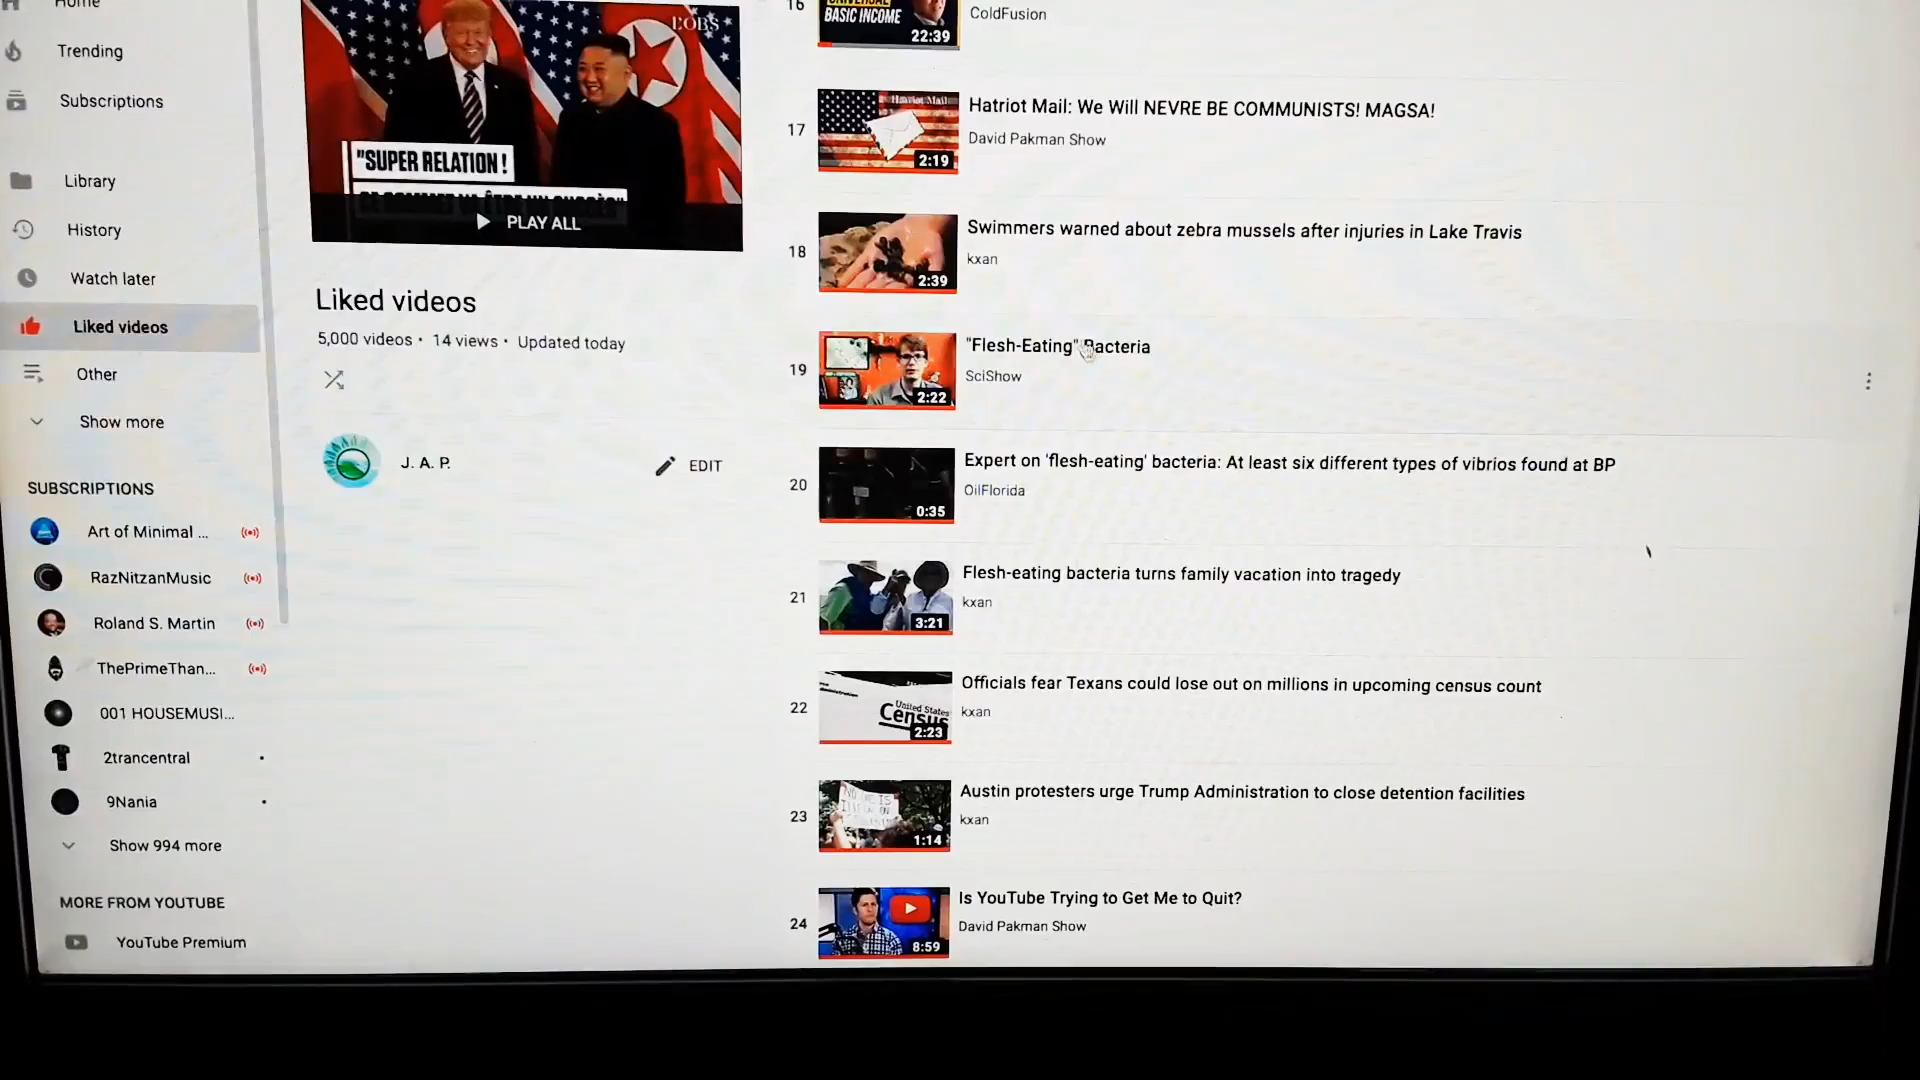 Home
Trending
Subscriptions
Library
History
Watch later
Liked videos
Other
Show more
SUBSCRIPTIONS
Art of Minimal ...
RazNitzanMusic
Roland S. Martin
ThePrimeThan...
001 HOUSEMUSI...
2trancentral
9Nania
Show 994 more
MORE FROM YOUTUBE
YouTube Premium
L'OBS
"SUPER RELATION !
PLAY ALL
Liked videos
5,000 videos • 14 views • Updated today
J. A. P.
EDIT
16
BASIC INCOME
22:39
ColdFusion
17
Hatriot Mail
2:19
Hatriot Mail: We Will NEVRE BE COMMUNISTS! MAGSA!
David Pakman Show
18
2:39
Swimmers warned about zebra mussels after injuries in Lake Travis
kxan
19
2:22
"Flesh-Eating" Bacteria
SciShow
20
0:35
Expert on 'flesh-eating' bacteria: At least six different types of vibrios found at BP
OilFlorida
21
3:21
Flesh-eating bacteria turns family vacation into tragedy
kxan
22
United States
Census
2:23
Officials fear Texans could lose out on millions in upcoming census count
kxan
23
1:14
Austin protesters urge Trump Administration to close detention facilities
kxan
24
8:59
Is YouTube Trying to Get Me to Quit?
David Pakman Show